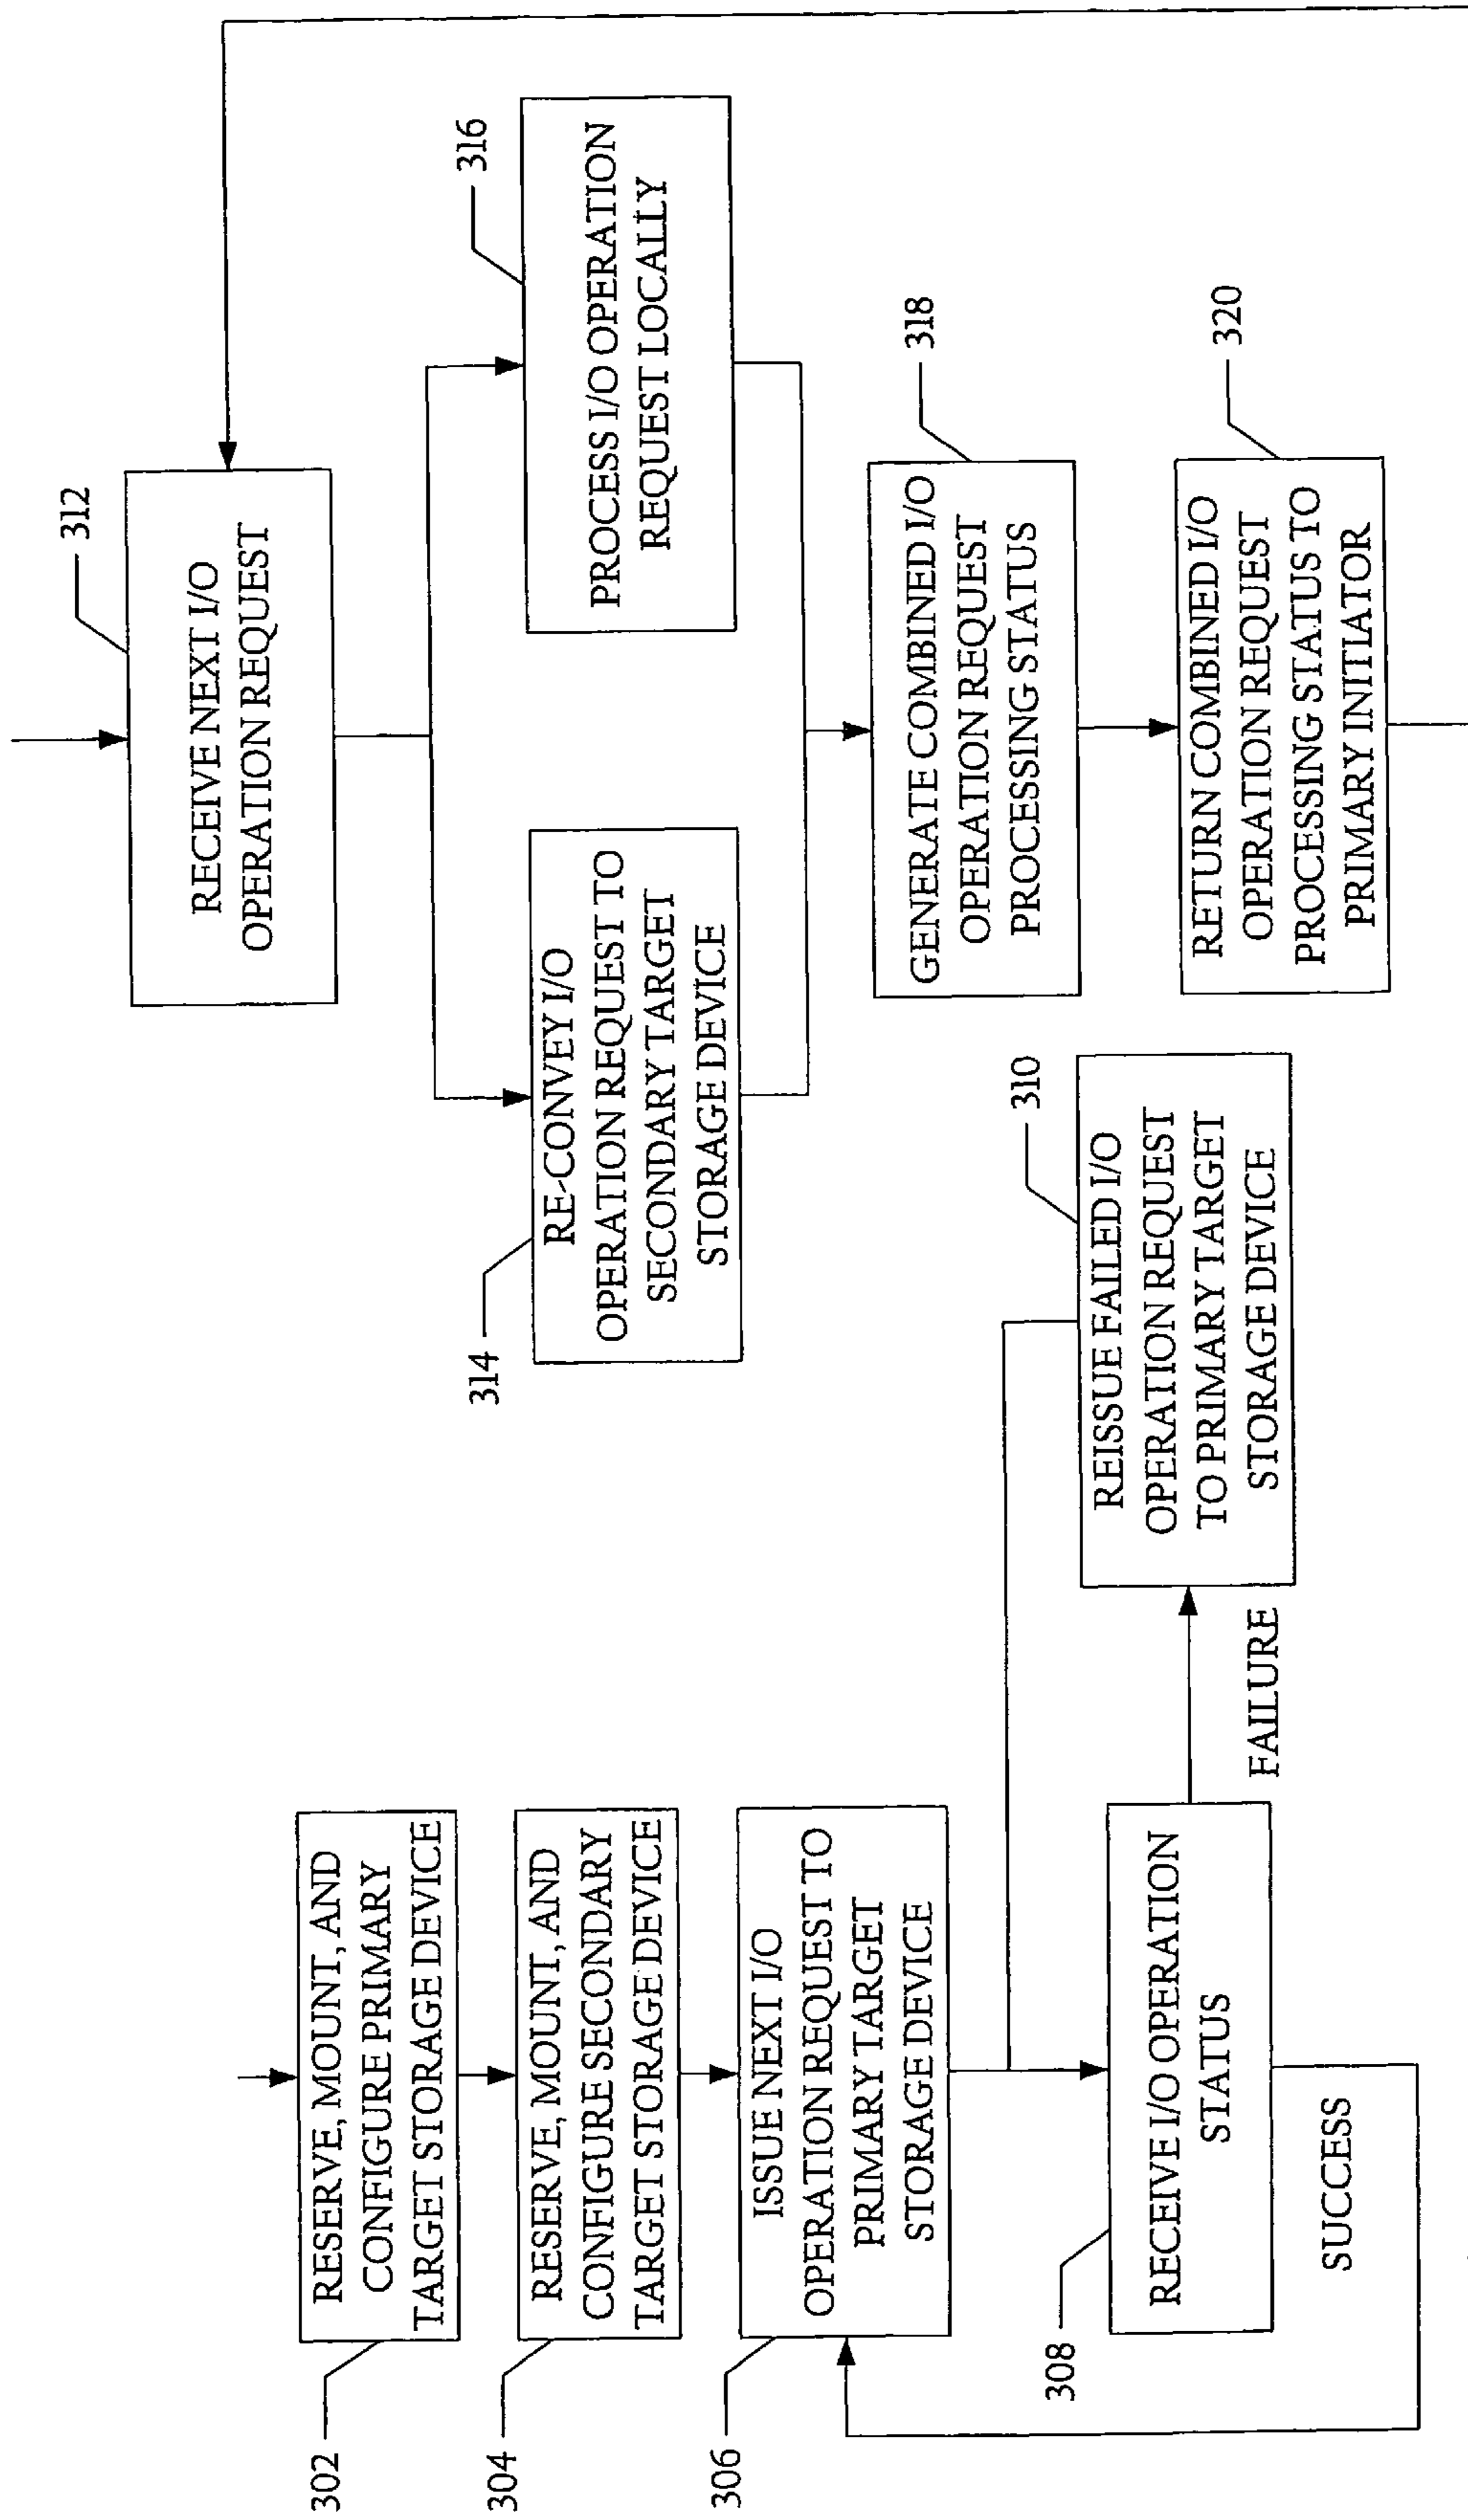 302
RESERVE, MOUNT, AND
CONFIGURE PRIMARY
TARGET STORAGE DEVICE
304
RESERVE, MOUNT, AND
CONFIGURE SECONDARY
TARGET STORAGE DEVICE
306
ISSUE NEXT I/O
OPERATION REQUEST TO
PRIMARY TARGET
STORAGE DEVICE
308
RECEIVE I/O OPERATION
STATUS
SUCCESS
FAILURE
310
REISSUE FAILED I/O
OPERATION REQUEST
TO PRIMARY TARGET
STORAGE DEVICE
312
RECEIVE NEXT I/O
OPERATION REQUEST
314
RE-CONVEY I/O
OPERATION REQUEST TO
SECONDARY TARGET
STORAGE DEVICE
316
PROCESS I/O OPERATION
REQUEST LOCALLY
318
GENERATE COMBINED I/O
OPERATION REQUEST
PROCESSING STATUS
320
RETURN COMBINED I/O
OPERATION REQUEST
PROCESSING STATUS TO
PRIMARY INITIATOR